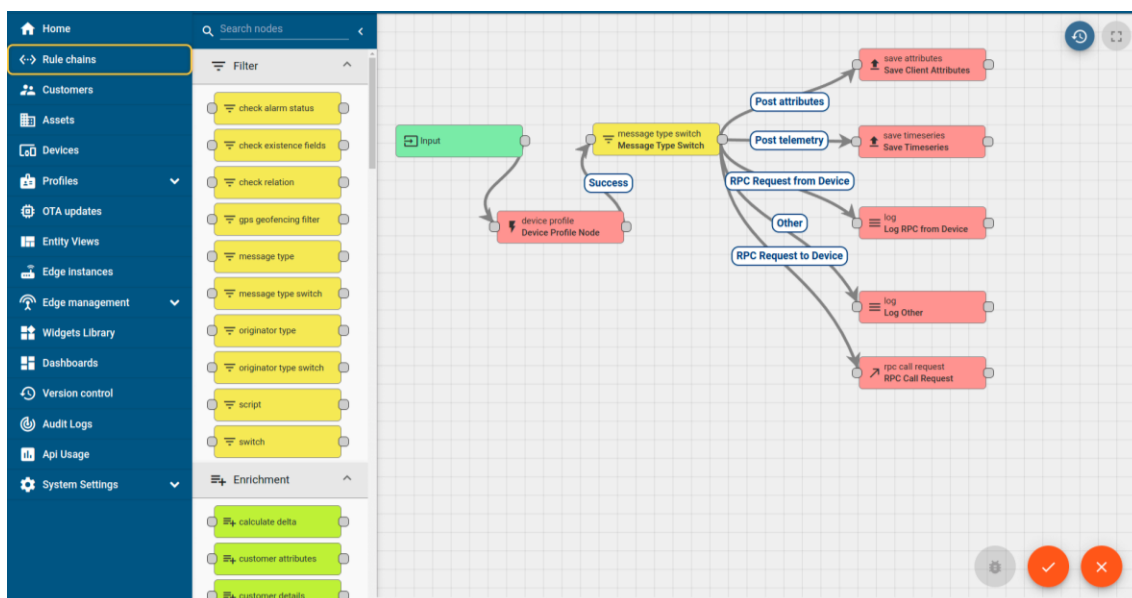 Home
Rule chains
Customers
Assets
Devices
Profiles
OTA updates
Entity Views
Edge instances
Edge management
Widgets Library
Dashboards
Version control
Audit Logs
Api Usage
System Settings
Search nodes
Filter
check alarm status
check existence fields
check relation
gps geofencing filter
message type
message type switch
originator type
originator type switch
script
switch
Enrichment
calculate delta
customer attributes
customer details
Input
device profile
Device Profile Node
Success
message type switch
Message Type Switch
Post attributes
Post telemetry
RPC Request from Device
Other
RPC Request to Device
save attributes
Save Client Attributes
save timeseries
Save Timeseries
log
Log RPC from Device
log
Log Other
rpc call request
RPC Call Request